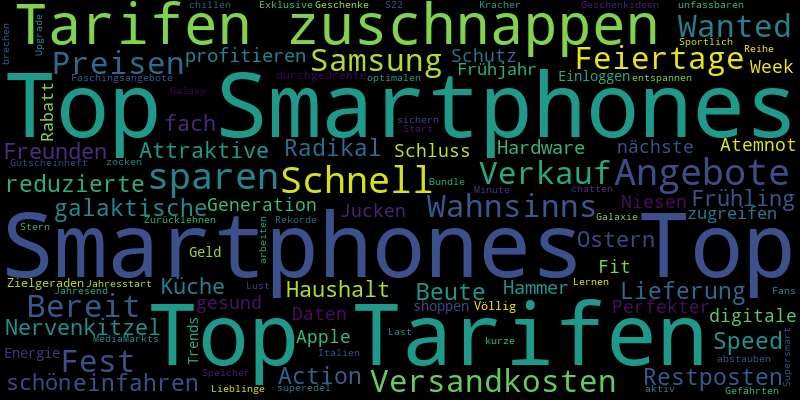 chillen Exklusive Geschenke S22 Kracher Geschenkideen unfassbaren
Tarifen zuschnappen Wanted
brechen Upgrade Sportlich
Preisen profitieren Samsung Schutz Feiertage Reihe
Faschingsangebote durchgedrehte optimalen Frühjahr Einloggen entspannen Week
Top Smartphones
Rabatt Galaxy
fach sichern Start
Freunden Attraktive Radikal Schluss Hardware nächste Atemnot
Gutscheinheft zocken
reduzierte sparen Schnell Bundle Verkauf Angebote
Minute chatten
galaktische Generation Jucken Wahnsinns Niesen Frühling
Zurücklehnen Rekorde Galaxie zugreifen
Stern arbeiten
Smartphones Top
Geld Ostern
Zielgeraden Jahresstart Küche Lust Haushalt Fit Lernen Lieferung
Jahresend Beute Hammer Fans
Bereit gesund Daten shoppen Völlig Perfekter digitale
Nervenkitzel Top Tarifen
MediaMarkts Trends Apple Last kurze Speed
Energie Fest Italien abstauben Supersmart
schön einfahren Speicher Action Versandkosten Restposten
Lieblinge superedel aktiv Gefährten